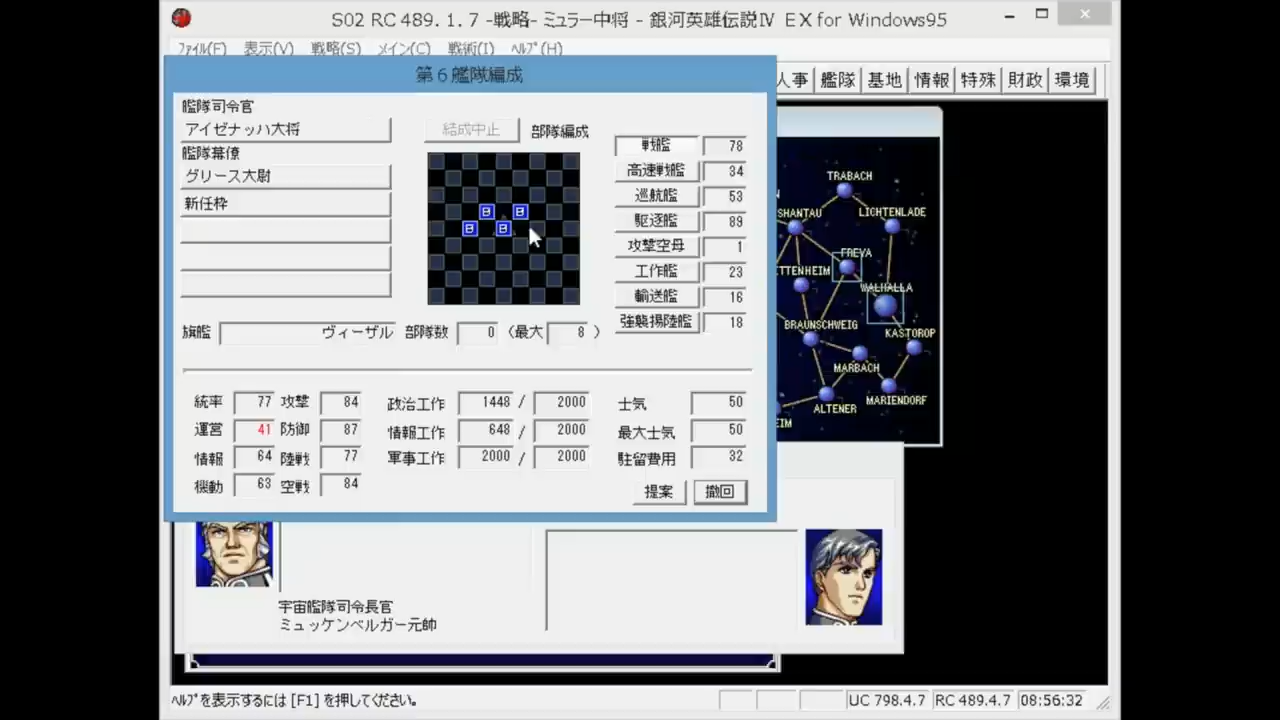 S02 RC 489. 1. 7 -戦略- ミュラー中将 - 銀河英雄伝説Ⅳ EX for Windows95
ﾌｧｲﾙ(F) 表示(V) 戦略(S) メイン(C) 戦術(I) ﾍﾙﾌﾟ(H)
人事 艦隊 基地 情報 特殊 財政 環境
第６艦隊編成
艦隊司令官
アイゼナッハ大将
艦隊幕僚
グリース大尉
新任枠
結成中止 部隊編成
戦艦 78
高速戦艦 34
巡航艦 53
駆逐艦 89
攻撃空母 1
工作艦 23
輸送艦 16
強襲揚陸艦 18
旗艦 ヴィーザル 部隊数 0 （最大 8 ）
統率 77 攻撃 84 政治工作 1448 / 2000 士気 50
運営 41 防御 87 情報工作 648 / 2000 最大士気 50
情報 64 陸戦 77 軍事工作 2000 / 2000 駐留費用 32
機動 63 空戦 84
提案 撤回
TRABACH
SHANTAU
LICHTENLADE
FREYA
TTENHEIM
WALHALLA
BRAUNSCHWEIG
KASTOROP
MARBACH
MARIENDORF
ALTENER
EIM
宇宙艦隊司令長官
ミュッケンベルガー元帥
ﾍﾙﾌﾟを表示するには [F1] を押してください。
UC 798.4.7 RC 489.4.7 08:56:32